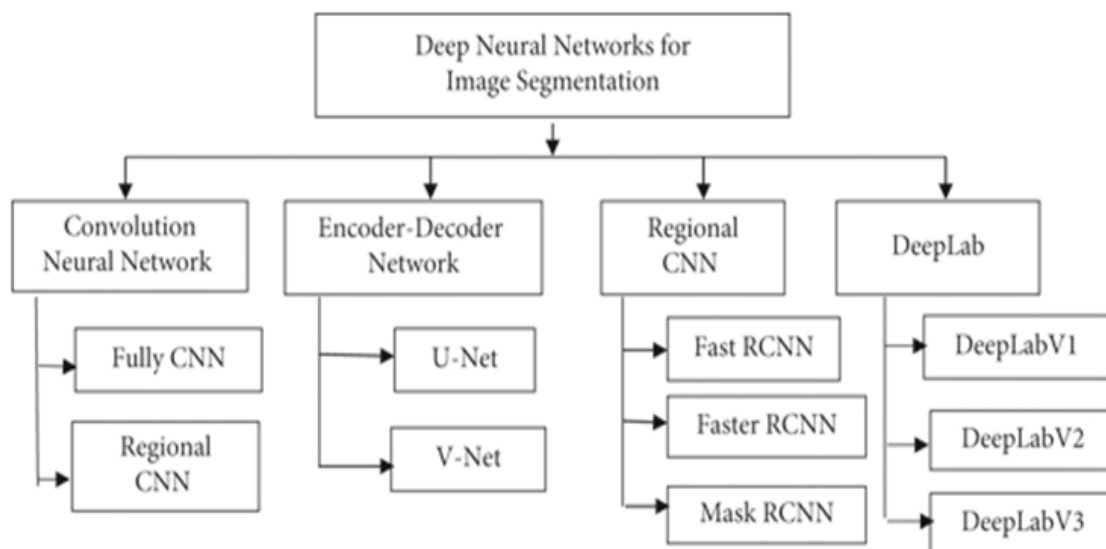 Deep Neural Networks for
Image Segmentation
Convolution
Neural Network
Encoder-Decoder
Network
Regional
CNN
DeepLab
Fully CNN
Regional
CNN
U-Net
V-Net
Fast RCNN
Faster RCNN
Mask RCNN
DeepLabV1
DeepLabV2
DeepLabV3